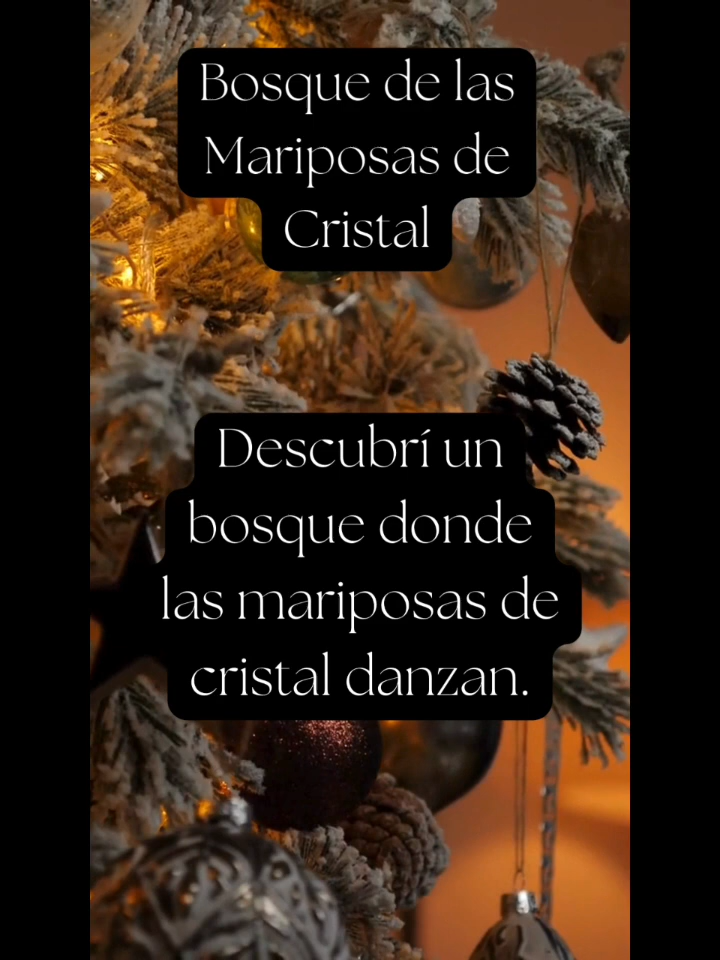 Bosque de las
Mariposas de
Cristal
Descubrí un
bosque donde
las mariposas de
cristal danzan.